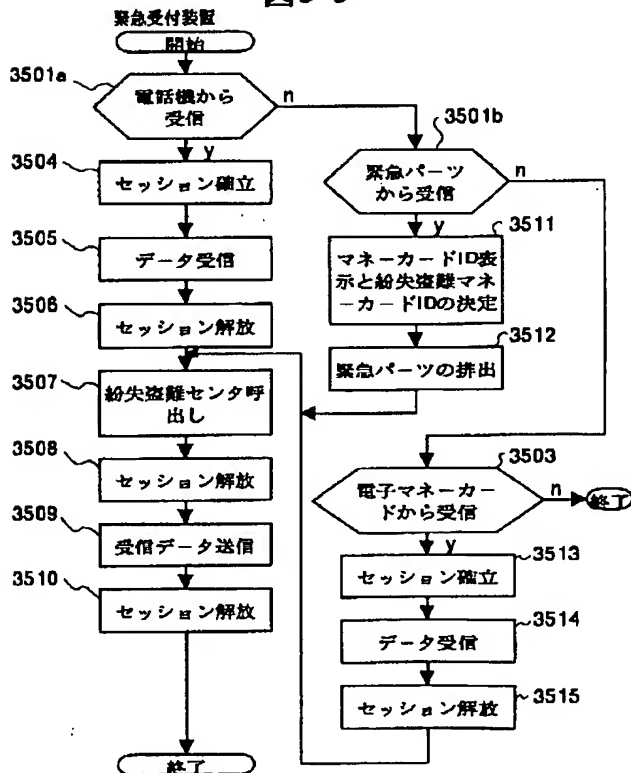 緊急受付装置
開始
3501a
電話機から
受信
n
y
3501b
緊急パーツ
から受信
n
y
3504
セッション確立
3505
データ受信
3506
セッション解放
3511
マネーカードID表
示と紛失盗難マネ
ーカードIDの決定
3512
緊急パーツの排出
3507
紛失盗難センタ呼
出し
3508
セッション解放
3509
受信データ送信
3510
セッション解放
3503
電子マネーカー
ドから受信
n
終了
y
3513
セッション確立
3514
データ受信
3515
セッション解放
終了